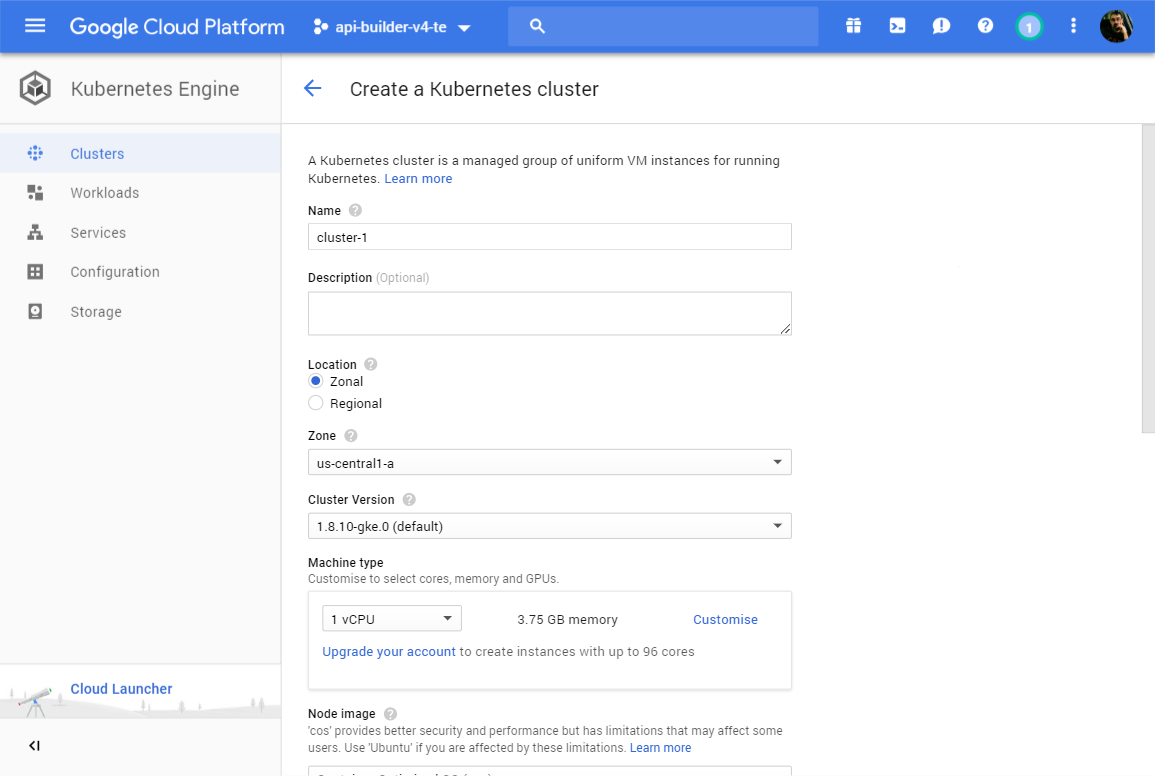 Google Cloud Platform
api-builder-v4-te
1
Kubernetes Engine
Create a Kubernetes cluster
Clusters
Workloads
Services
Configuration
Storage
Cloud Launcher
A Kubernetes cluster is a managed group of uniform VM instances for running
Kubernetes. Learn more
Name
cluster-1
Description (Optional)
Location
Zonal
Regional
Zone
us-central1-a
Cluster Version
1.8.10-gke.0 (default)
Machine type
Customise to select cores, memory and GPUs.
1 vCPU
3.75 GB memory
Customise
Upgrade your account to create instances with up to 96 cores
Node image
'cos' provides better security and performance but has limitations that may affect some
users. Use 'Ubuntu' if you are affected by these limitations. Learn more